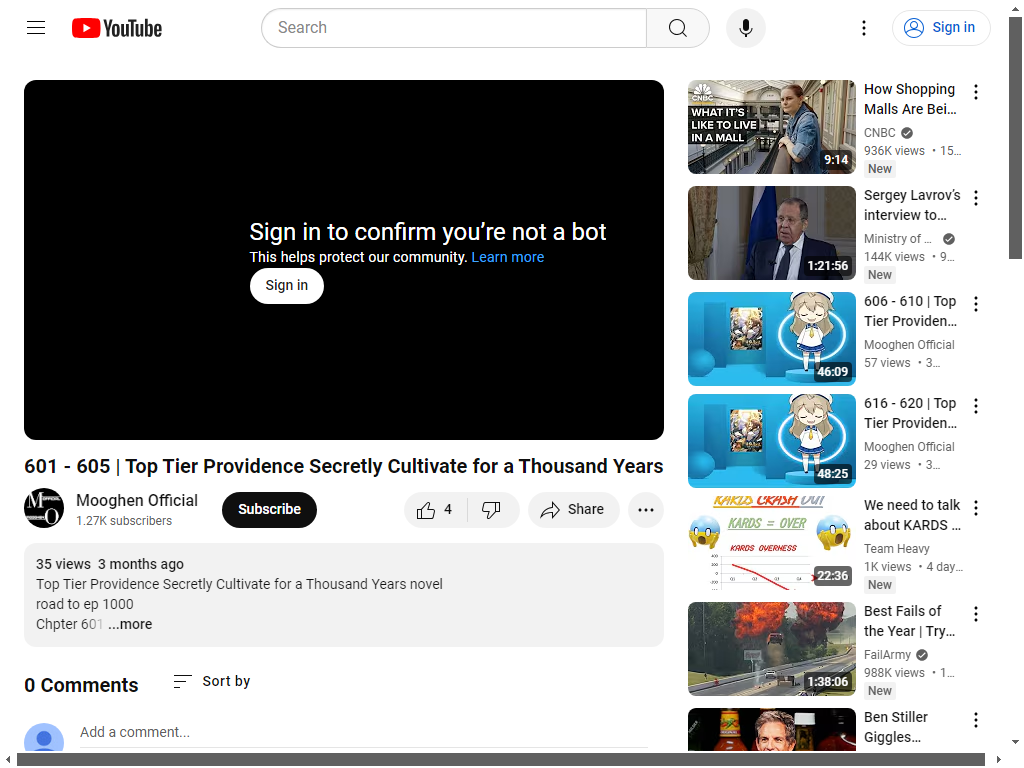 YouTube
Search
Sign in
Sign in to confirm you’re not a bot
This helps protect our community. Learn more
Sign in
601 - 605 | Top Tier Providence Secretly Cultivate for a Thousand Years
Mooghen Official
1.27K subscribers
Subscribe
4
Share
35 views 3 months ago
Top Tier Providence Secretly Cultivate for a Thousand Years novel
road to ep 1000
Chpter 601 ...more
0 Comments
Sort by
Add a comment...
CNBC
WHAT IT'S
LIKE TO LIVE
IN A MALL
9:14
How Shopping
Malls Are Bei...
CNBC
936K views • 15...
New
1:21:56
Sergey Lavrov’s
interview to...
Ministry of ...
144K views • 9...
New
46:09
606 - 610 | Top
Tier Providen...
Mooghen Official
57 views • 3...
48:25
616 - 620 | Top
Tier Providen...
Mooghen Official
29 views • 3...
KARDS CRASH OUT
KARDS = OVER
KARDS OVERNESS
22:36
We need to talk
about KARDS ...
Team Heavy
1K views • 4 day...
New
1:38:06
Best Fails of
the Year | Try...
FailArmy
988K views • 1...
New
Ben Stiller
Giggles...